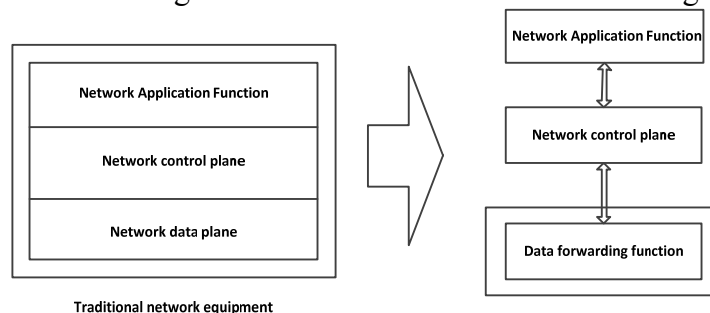 Network Application Function
Network control plane
Network data plane
Traditional network equipment
Network Application Function
Network control plane
Data forwarding function